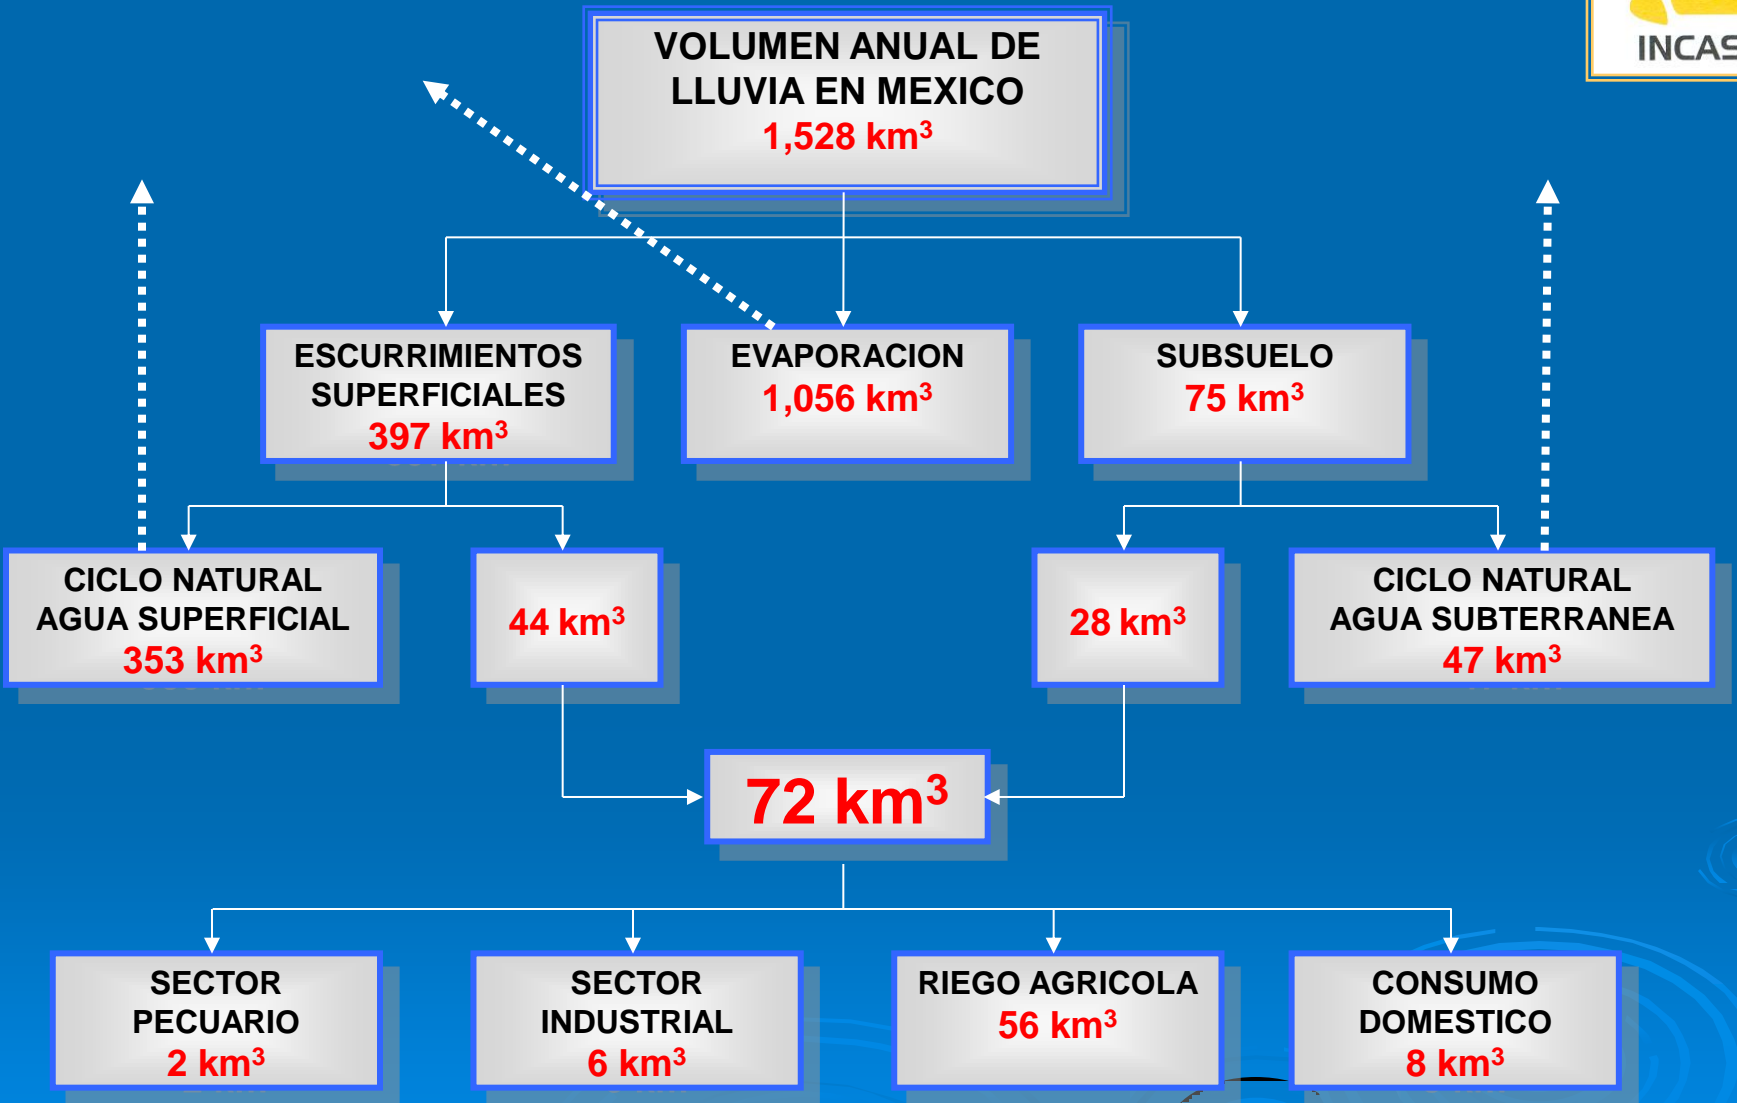 VOLUMEN ANUAL DE
LLUVIA EN MEXICO
1,528 km³
INCAS
ESCURRIMIENTOS
SUPERFICIALES
397 km³
EVAPORACION
1,056 km³
SUBSUELO
75 km³
CICLO NATURAL
AGUA SUPERFICIAL
353 km³
44 km³
28 km³
CICLO NATURAL
AGUA SUBTERRANEA
47 km³
72 km³
SECTOR
PECUARIO
2 km³
SECTOR
INDUSTRIAL
6 km³
RIEGO AGRICOLA
56 km³
CONSUMO
DOMESTICO
8 km³